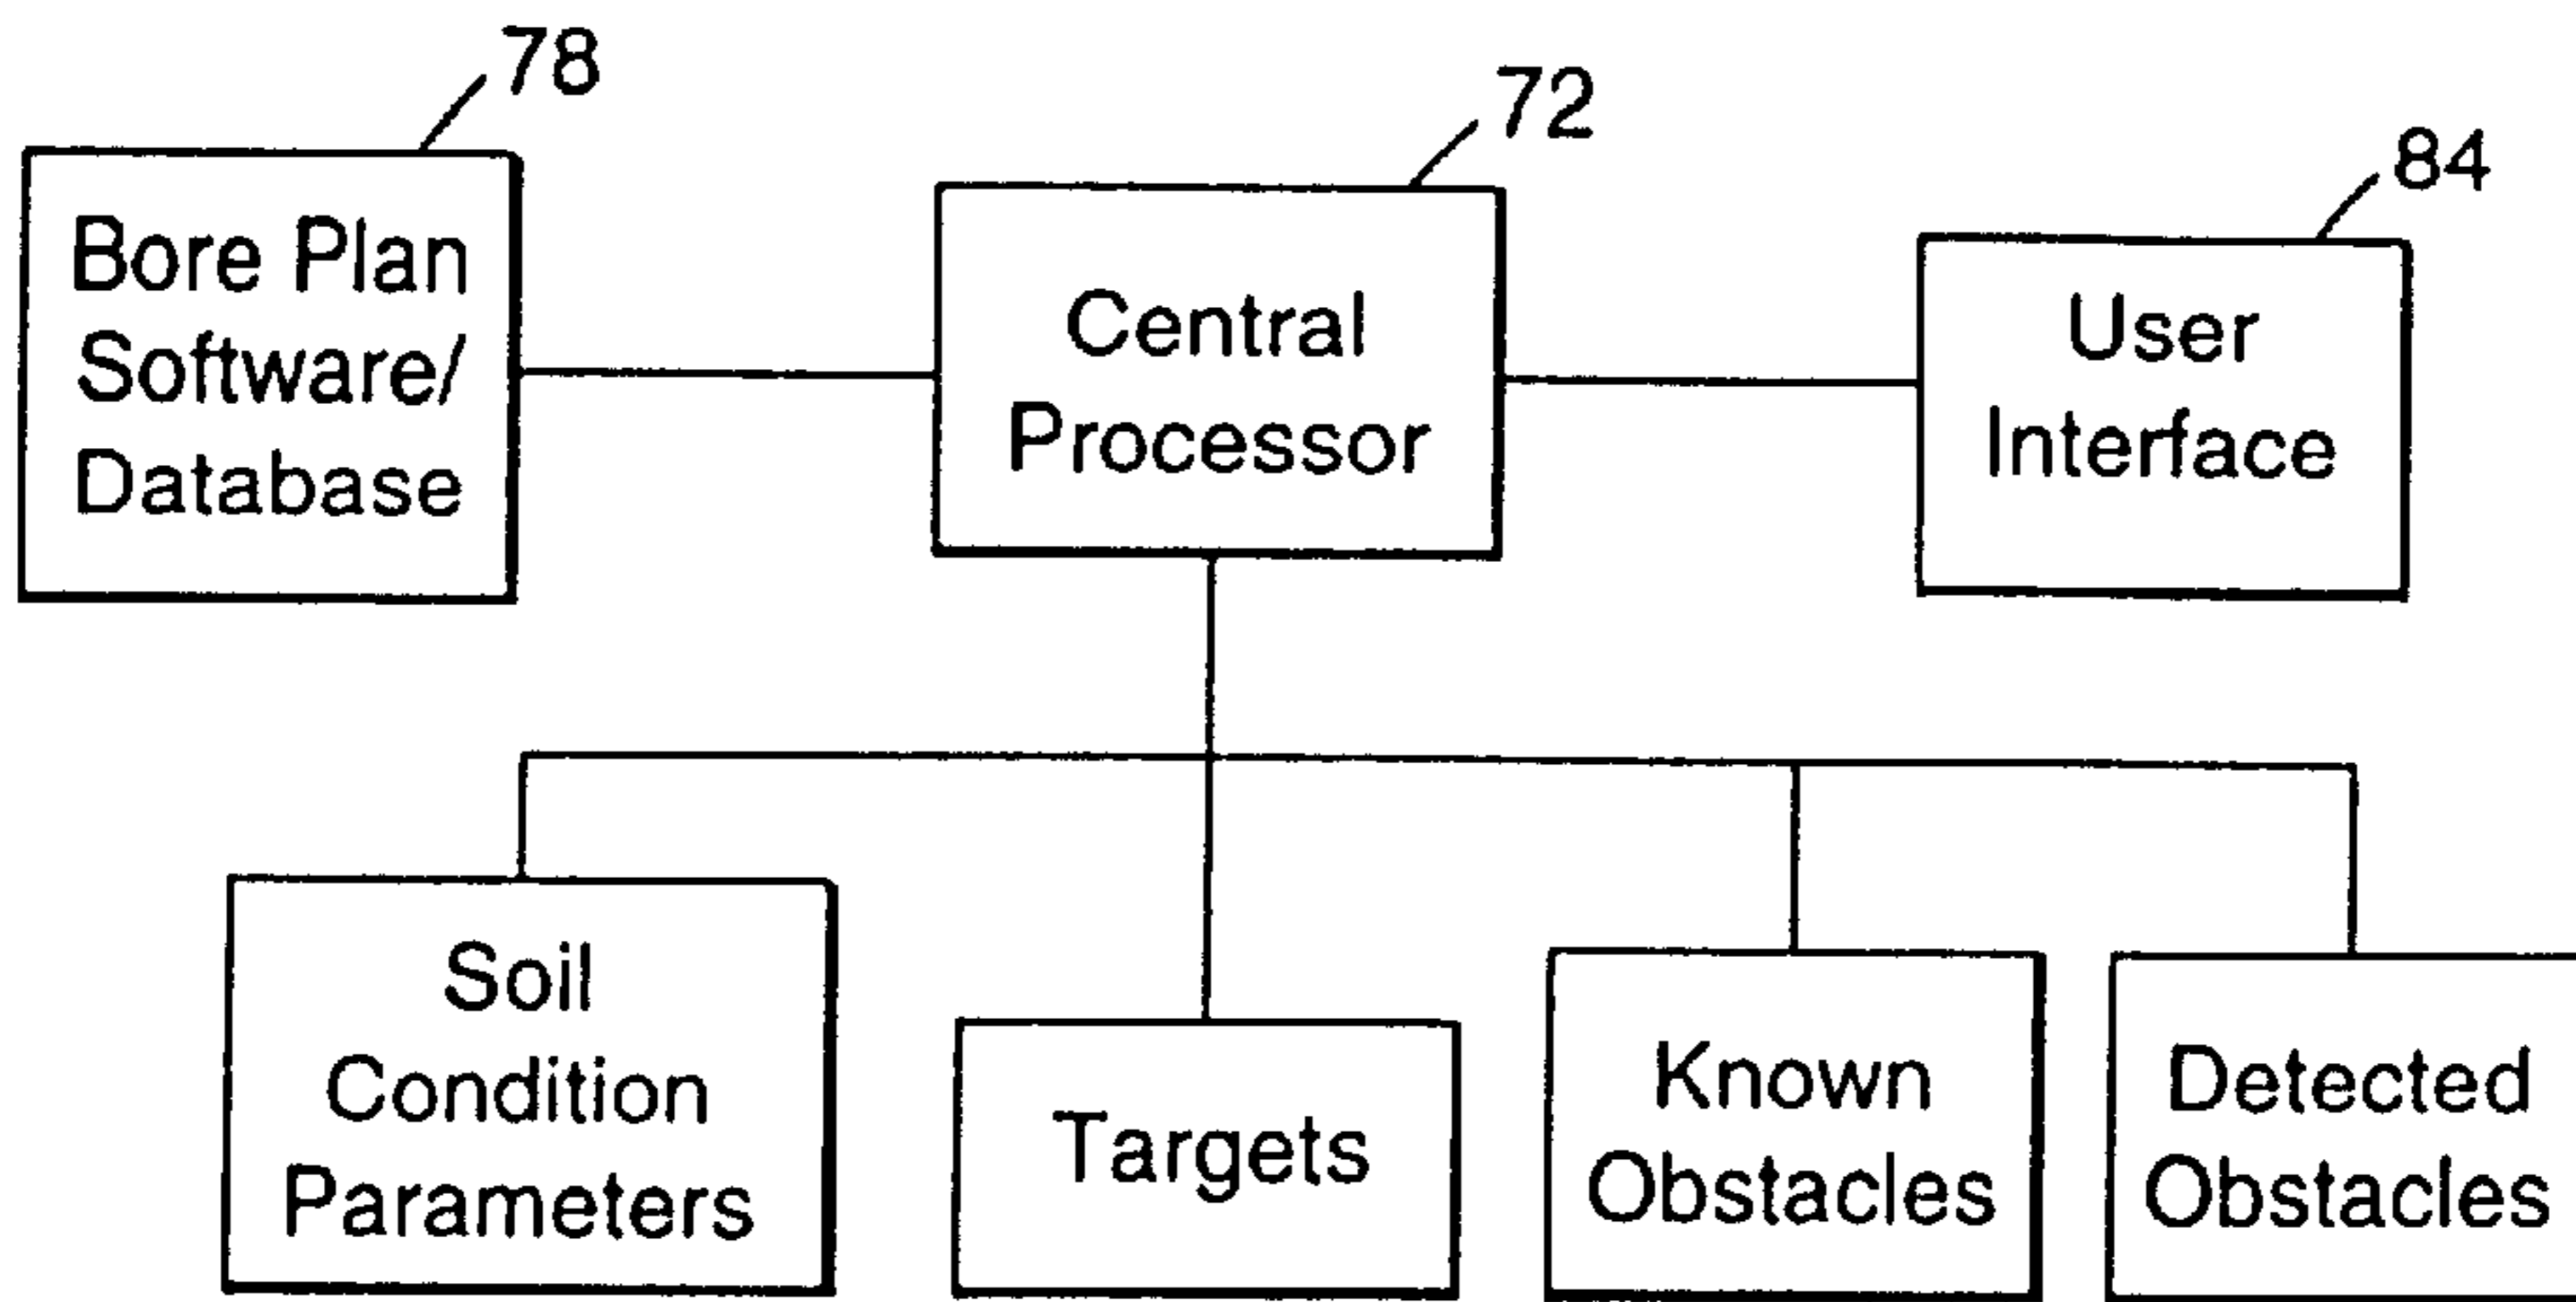 78
72
84
Bore Plan
Software/
Database
Central
Processor
User
Interface
Soil
Condition
Parameters
Targets
Known
Obstacles
Detected
Obstacles